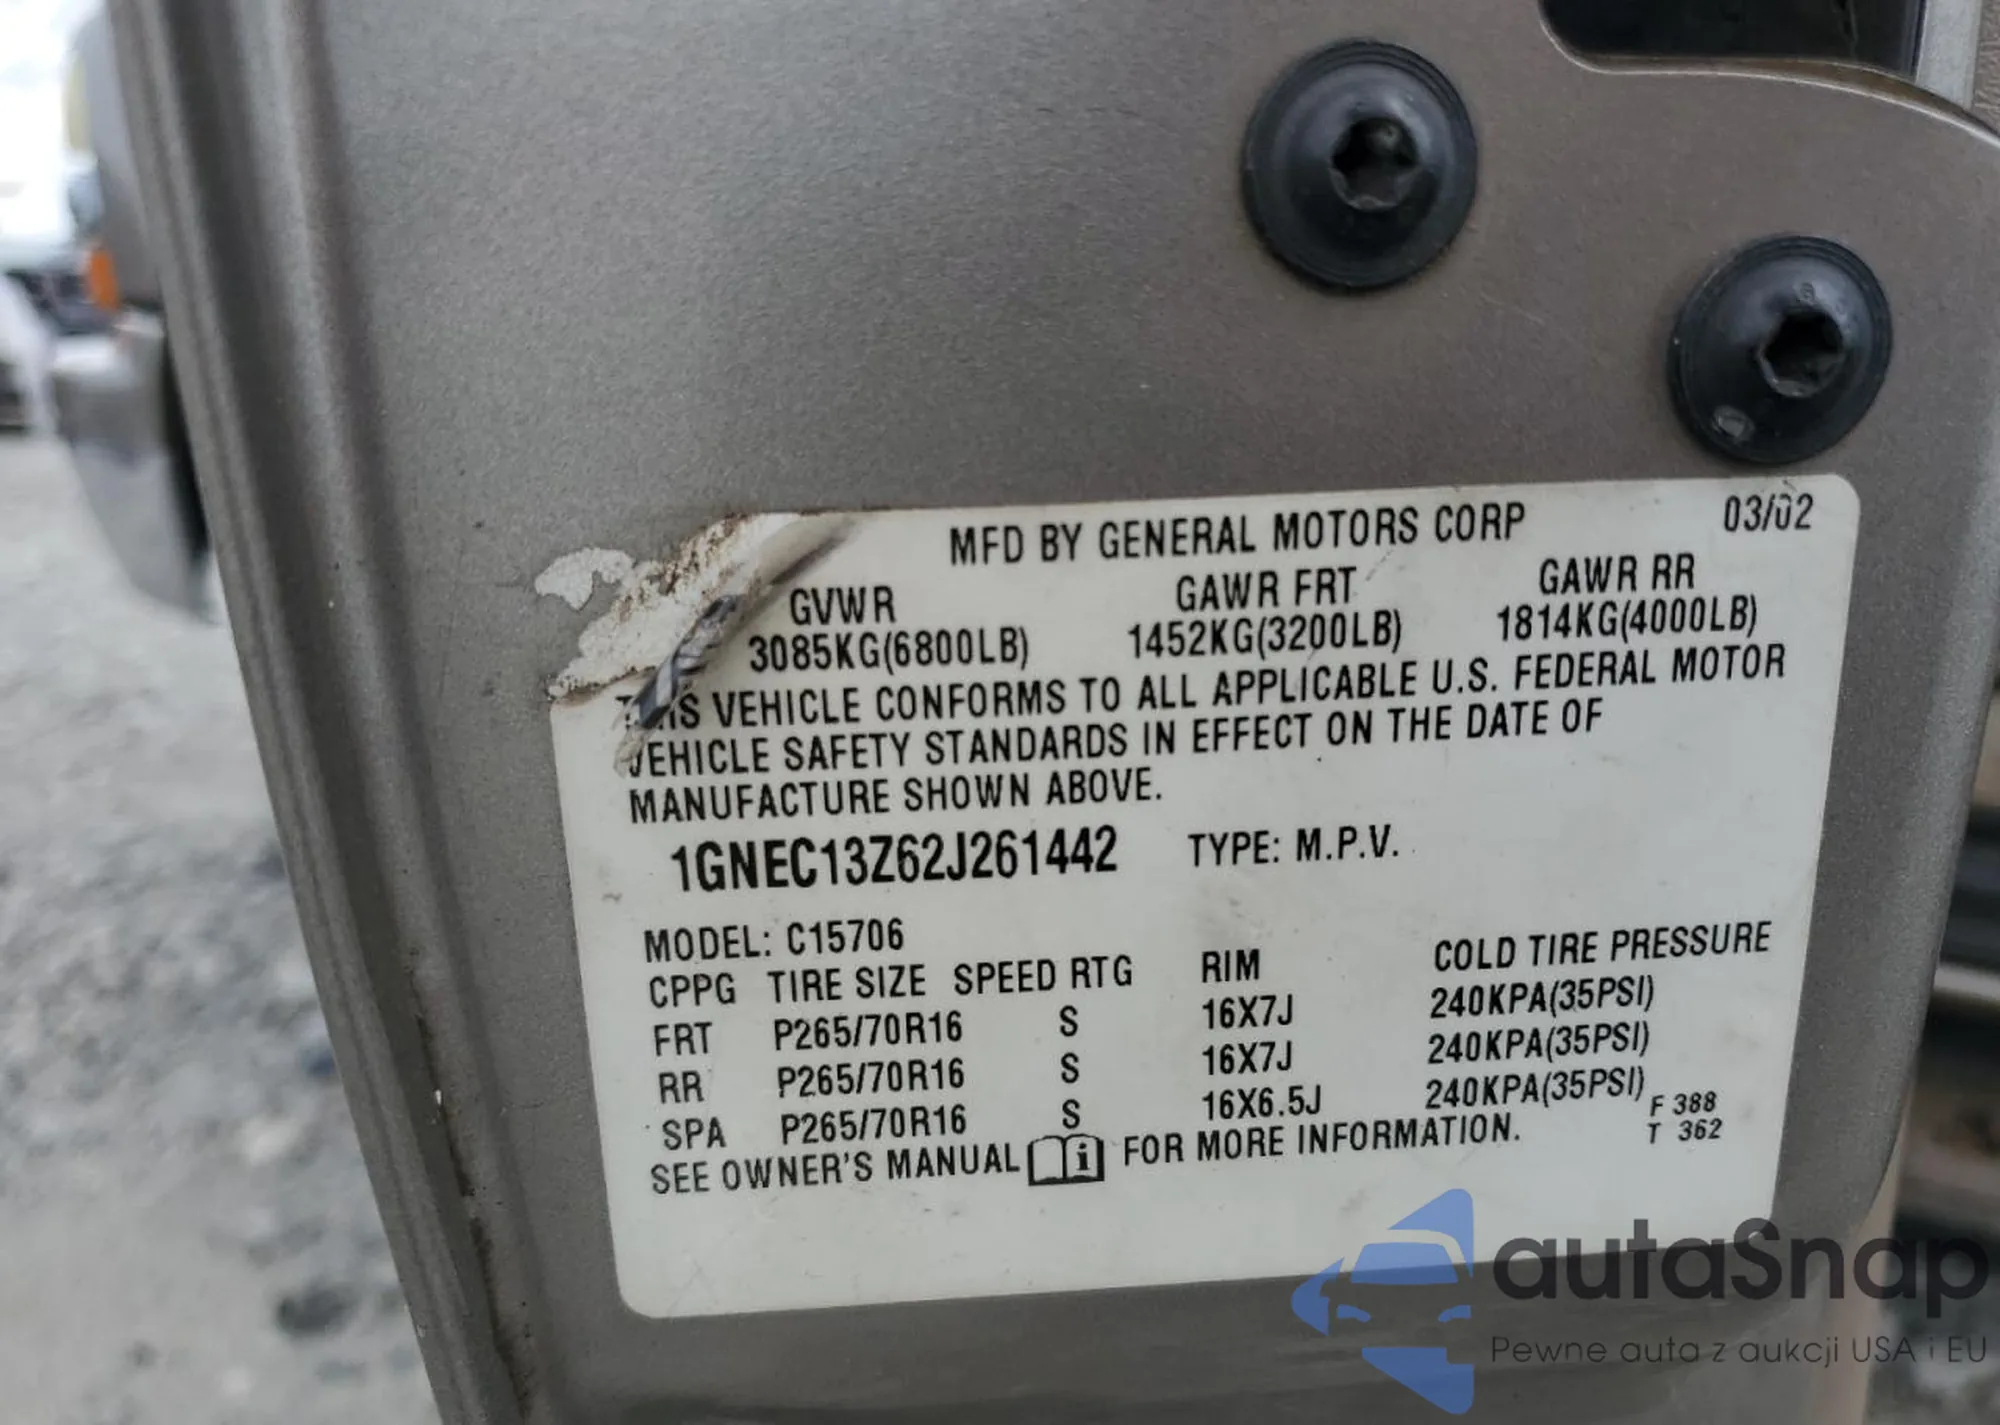 MFD BY GENERAL MOTORS CORP 03/02
GVWR GAWR FRT GAWR RR
3085KG(6800LB) 1452KG(3200LB) 1814KG(4000LB)
THIS VEHICLE CONFORMS TO ALL APPLICABLE U.S. FEDERAL MOTOR
VEHICLE SAFETY STANDARDS IN EFFECT ON THE DATE OF
MANUFACTURE SHOWN ABOVE.
1GNEC13Z62J261442 TYPE: M.P.V.
MODEL: C15706
CPPG TIRE SIZE SPEED RTG RIM COLD TIRE PRESSURE
FRT P265/70R16 S 16X7J 240KPA(35PSI)
RR P265/70R16 S 16X7J 240KPA(35PSI)
SPA P265/70R16 S 16X6.5J 240KPA(35PSI)
F 388
SEE OWNER'S MANUAL i FOR MORE INFORMATION. T 362
autaSnap
Pewne auta z aukcji USA i EU